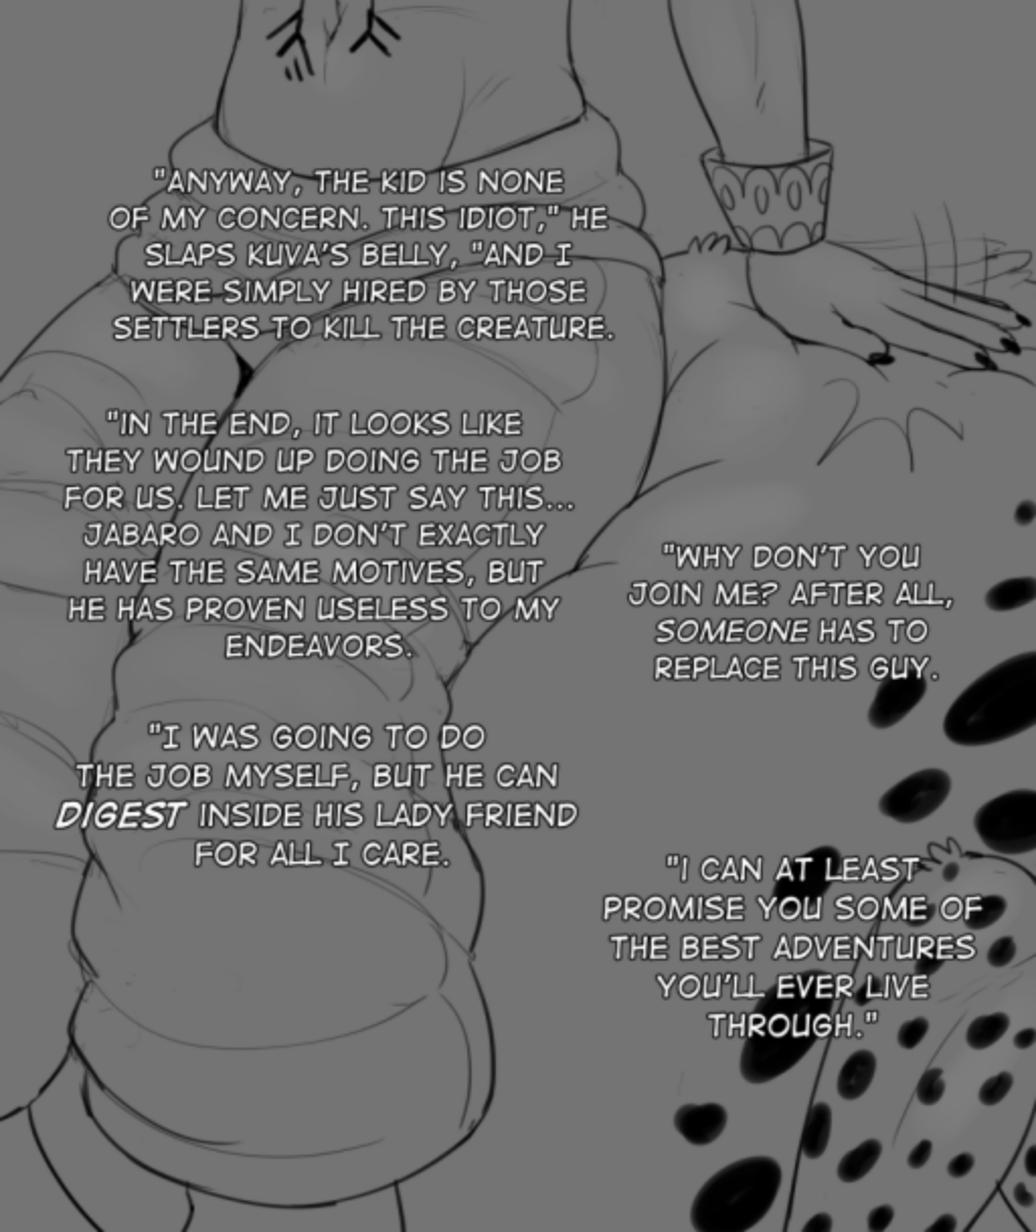 "ANYWAY, THE KID IS NONE
OF MY CONCERN. THIS IDIOT," HE
SLAPS KUVA'S BELLY, "AND I
WERE SIMPLY HIRED BY THOSE
SETTLERS TO KILL THE CREATURE.
"IN THE END, IT LOOKS LIKE
THEY WOUND UP DOING THE JOB
FOR US. LET ME JUST SAY THIS...
JABARO AND I DON'T EXACTLY
HAVE THE SAME MOTIVES, BUT
HE HAS PROVEN USELESS TO MY
ENDEAVORS.
"I WAS GOING TO DO
THE JOB MYSELF, BUT HE CAN
DIGEST INSIDE HIS LADY FRIEND
FOR ALL I CARE.
"WHY DON'T YOU
JOIN ME? AFTER ALL,
SOMEONE HAS TO
REPLACE THIS GUY.
"I CAN AT LEAST
PROMISE YOU SOME OF
THE BEST ADVENTURES
YOU'LL EVER LIVE
THROUGH."